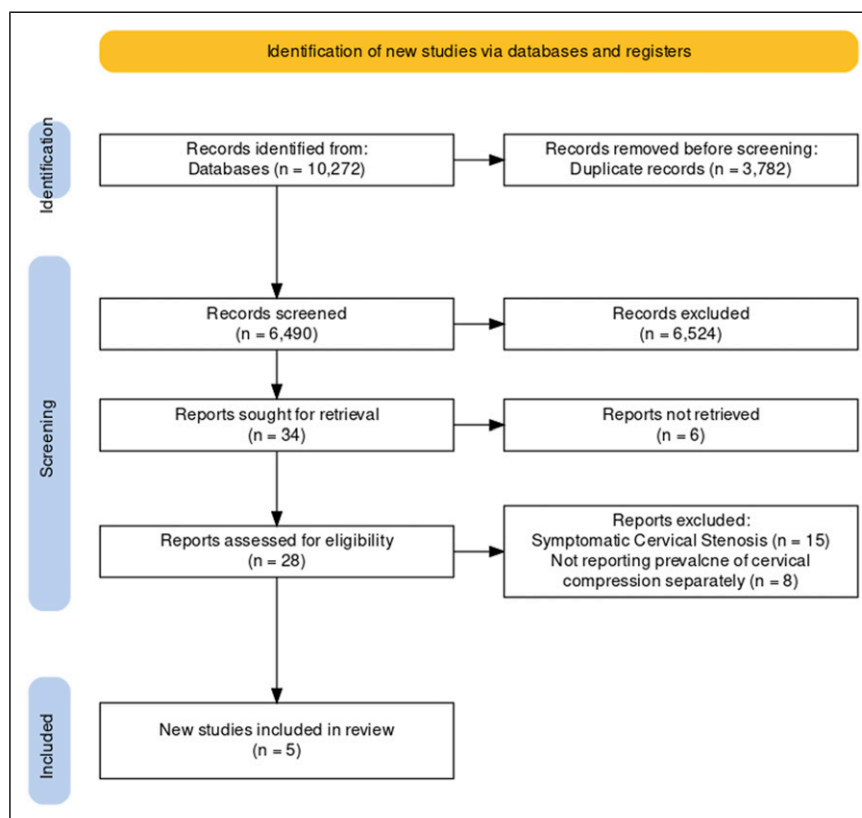 Identification of new studies via databases and registers
Identification
Records identified from:
Databases (n = 10,272)
Records removed before screening:
Duplicate records (n = 3,782)
Screening
Records screened
(n = 6,490)
Records excluded
(n = 6,524)
Reports sought for retrieval
(n = 34)
Reports not retrieved
(n = 6)
Reports assessed for eligibility
(n = 28)
Reports excluded:
Symptomatic Cervical Stenosis (n = 15)
Not reporting prevalcne of cervical
compression separately (n = 8)
Included
New studies included in review
(n = 5)